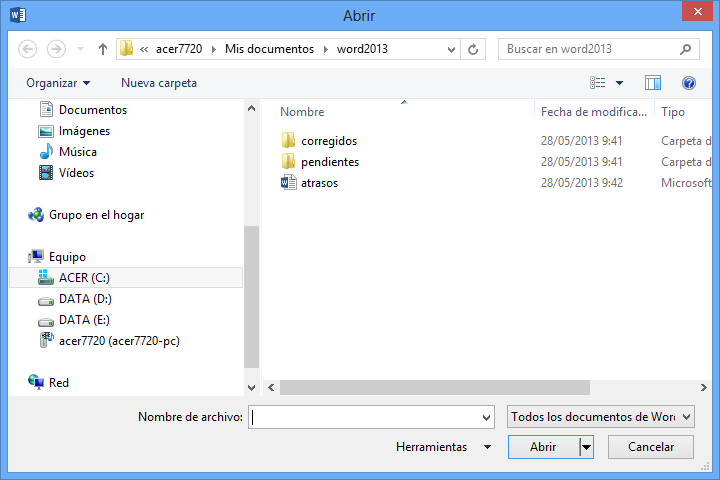 Abrir
« acer7720 Mis documentos word2013
Buscar en word2013
Organizar Nueva carpeta
Documentos
Imágenes
Música
Vídeos
Grupo en el hogar
Equipo
ACER (C:)
DATA (D:)
DATA (E:)
acer7720 (acer7720-pc)
Red
Nombre Fecha de modifica... Tipo
corregidos 28/05/2013 9:41 Carpeta d
pendientes 28/05/2013 9:41 Carpeta d
atrasos 28/05/2013 9:42 Microsoft
Nombre de archivo: Todos los documentos de Word
Herramientas Abrir Cancelar